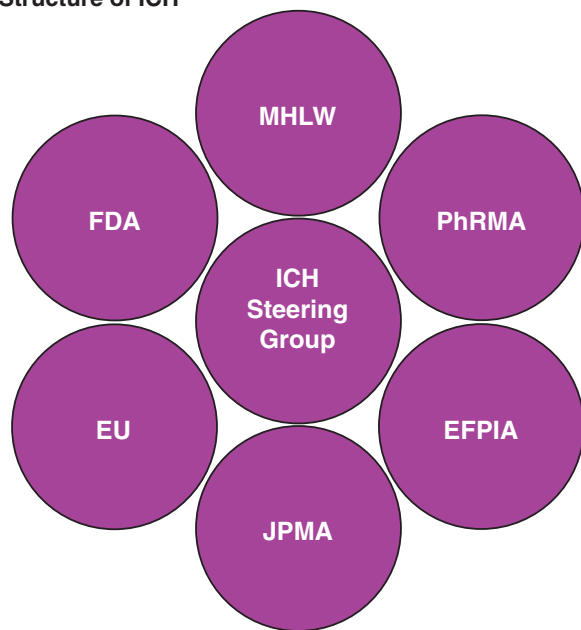 Structure of ICH
MHLW
FDA
PhRMA
ICH
Steering
Group
EU
EFPIA
JPMA